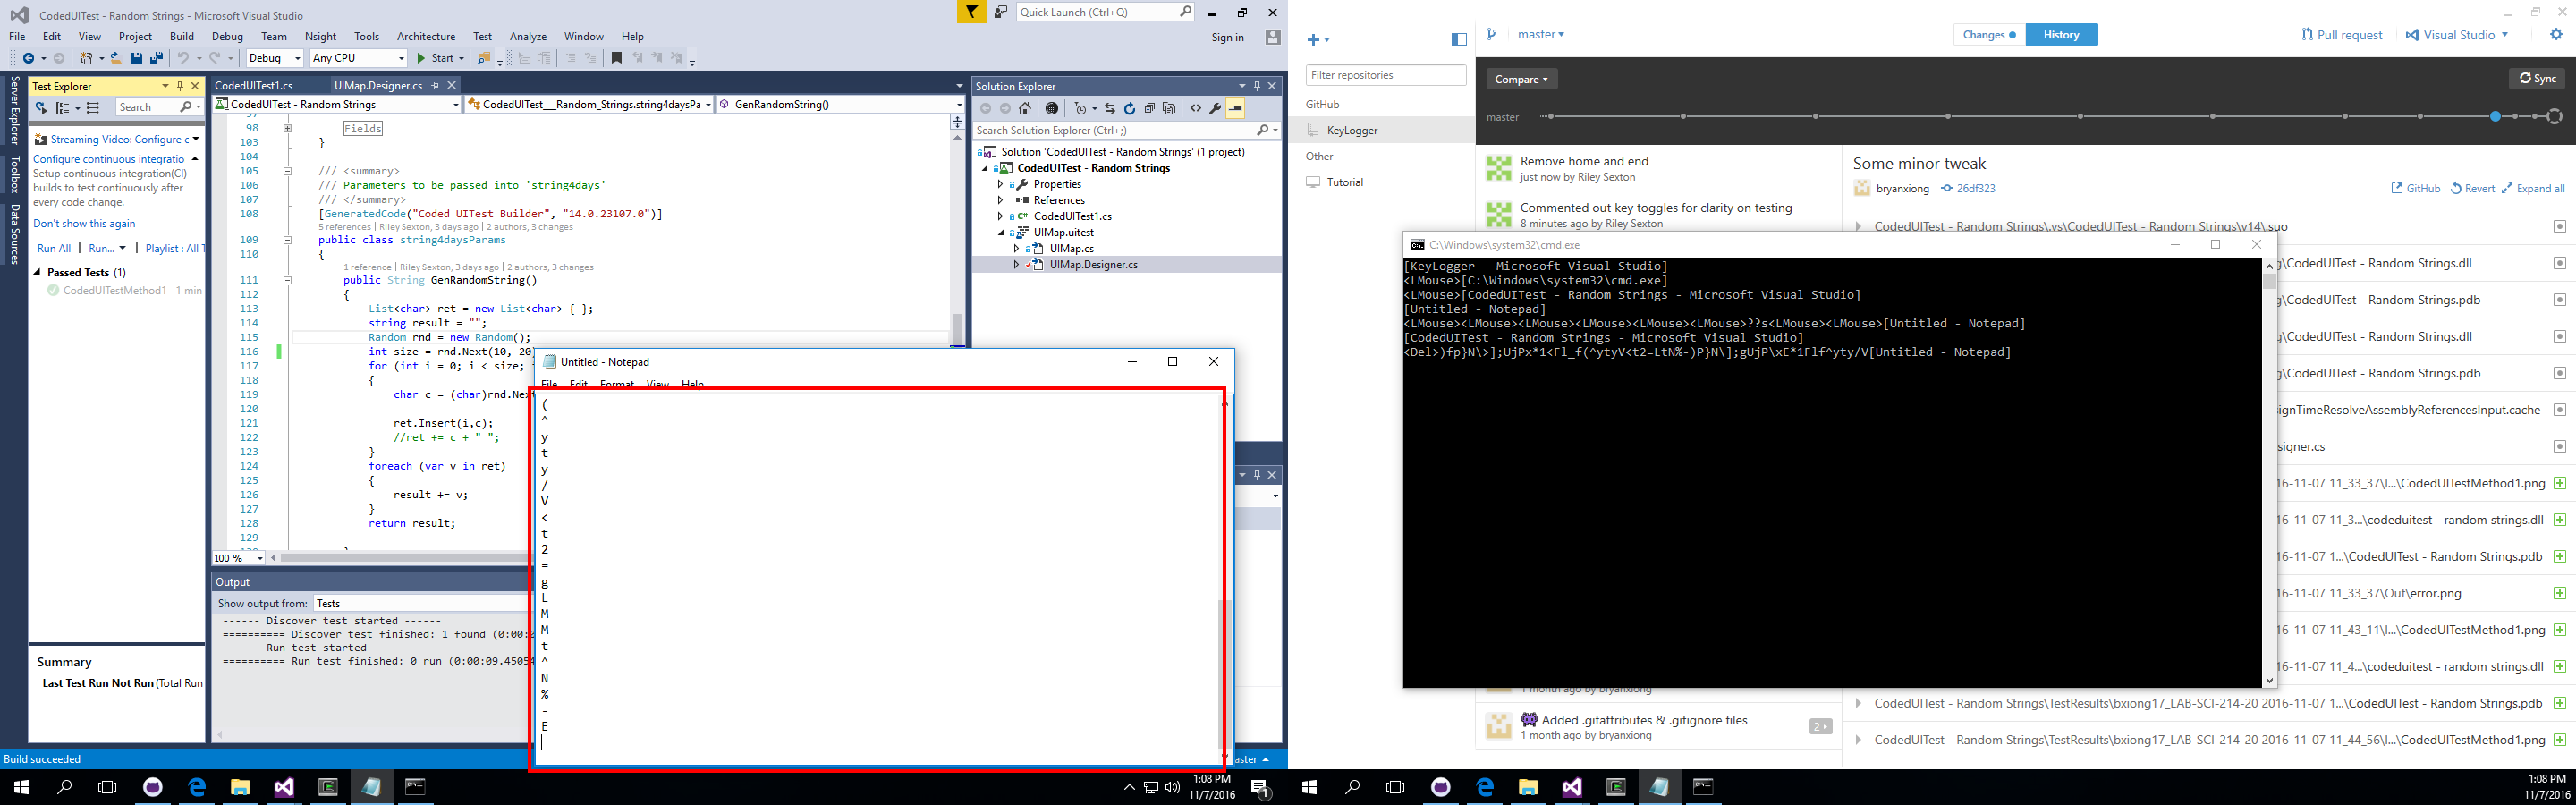 CodedUITest - Random Strings - Microsoft Visual Studio
Quick Launch (Ctrl+Q)
File Edit View Project Build Debug Team Nsight Tools Architecture Test Analyze Window Help
Sign in
Debug Any CPU Start
Server Explorer
Toolbox
Data Sources
Test Explorer
Search
Streaming Video: Configure c
Configure continuous integratio
Setup continuous integration(CI)
builds to test continuously after
every code change.
Don't show this again
Run All | Run... | Playlist : All T
Passed Tests (1)
CodedUITestMethod1 1 min
Summary
Last Test Run Not Run (Total Run
Build succeeded
CodedUITest1.cs UIMap.Designer.cs
CodedUITest - Random Strings CodedUITest__Random_Strings.string4daysPa GenRandomString()
98 Fields
103 }
104
105 /// <summary>
106 /// Parameters to be passed into 'string4days'
107 /// </summary>
108 [GeneratedCode("Coded UITest Builder", "14.0.23107.0")]
5 references | Riley Sexton, 3 days ago | 2 authors, 3 changes
109 public class string4daysParams
110 {
1 reference | Riley Sexton, 3 days ago | 2 authors, 3 changes
111 public String GenRandomString()
112 {
113 List<char> ret = new List<char> { };
114 string result = "";
115 Random rnd = new Random();
116 int size = rnd.Next(10, 20)
117 for (int i = 0; i < size;
118 {
119 char c = (char)rnd.Nex
120
121 ret.Insert(i,c);
122 //ret += c + " ";
123 }
124 foreach (var v in ret)
125 {
126 result += v;
127 }
128 return result;
129
100 %
Output
Show output from: Tests
------ Discover test started ------
========== Discover test finished: 1 found (0:00:0
------ Run test started ------
========== Run test finished: 0 run (0:00:09.45054
Solution Explorer
Search Solution Explorer (Ctrl+;)
Solution 'CodedUITest - Random Strings' (1 project)
CodedUITest - Random Strings
Properties
References
CodedUITest1.cs
UIMap.uitest
UIMap.cs
UIMap.Designer.cs
Untitled - Notepad
File Edit Format View Help
(
^
y
t
y
/
V
<
t
2
=
g
L
M
M
t
^
N
%
-
E
aster
1:08 PM
11/7/2016
1
master
Changes History
Pull request Visual Studio
Filter repositories
GitHub
KeyLogger
Other
Tutorial
Compare
Sync
master
Remove home and end
just now by Riley Sexton
Commented out key toggles for clarity on testing
8 minutes ago by Riley Sexton
1 month ago by bryanxiong
Added .gitattributes & .gitignore files
1 month ago by bryanxiong
2
Some minor tweak
bryanxiong 26df323
GitHub Revert Expand all
CodedUITest - Random Strings\.vs\CodedUITest - Random Strings\v14\.suo
g\CodedUITest - Random Strings.dll
g\CodedUITest - Random Strings.pdb
g\CodedUITest - Random Strings.dll
g\CodedUITest - Random Strings.pdb
signTimeResolveAssemblyReferencesInput.cache
signer.cs
16-11-07 11_33_37\I...\CodedUITestMethod1.png
16-11-07 11_3...\codeduitest - random strings.dll
16-11-07 1...\CodedUITest - Random Strings.pdb
16-11-07 11_33_37\Out\error.png
16-11-07 11_43_11\I...\CodedUITestMethod1.png
16-11-07 11_4...\codeduitest - random strings.dll
CodedUITest - Random Strings\TestResults\bxiong17_LAB-SCI-214-20 2016-11-07 1...\CodedUITest - Random Strings.pdb
CodedUITest - Random Strings\TestResults\bxiong17_LAB-SCI-214-20 2016-11-07 11_44_56\I...\CodedUITestMethod1.png
C:\Windows\system32\cmd.exe
[KeyLogger - Microsoft Visual Studio]
<LMouse>[C:\Windows\system32\cmd.exe]
<LMouse>[CodedUITest - Random Strings - Microsoft Visual Studio]
[Untitled - Notepad]
<LMouse><LMouse><LMouse><LMouse><LMouse><LMouse>??s<LMouse><LMouse>[Untitled - Notepad]
[CodedUITest - Random Strings - Microsoft Visual Studio]
<Del>)fp}N\>];UjPx*1<Fl_f(^ytyV<t2=LtN%-)P}N\];gUjP\xE*1Flf^yty/V[Untitled - Notepad]
1:08 PM
11/7/2016